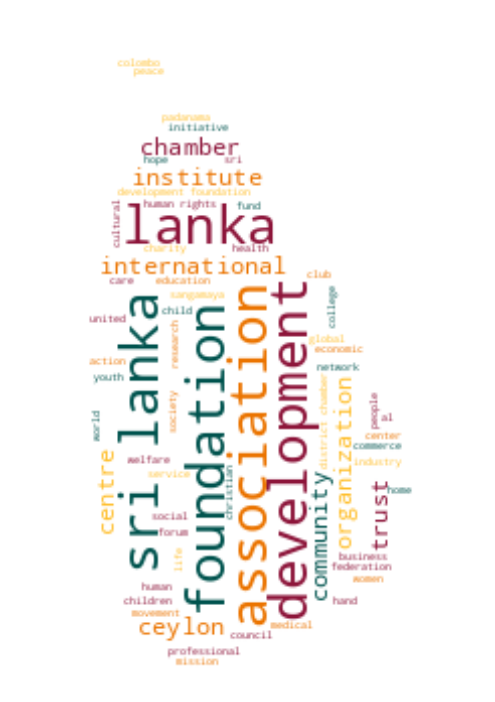 colombo
peace
padanama
initiative
chamber
hope
sri
institute
development foundation
human rights
fund
cultural
lanka
charity
health
international
club
care
education
sangamaya
college
united
child
sri lanka
foundation
association
development
research
global
economic
action
network
youth
district chamber
organization
people
society
al
world
center
commerce
centre
welfare
industry
service
christian
community
trust
home
social
forum
life
business
federation
women
human
children
hand
movement
ceylon
medical
council
professional
mission